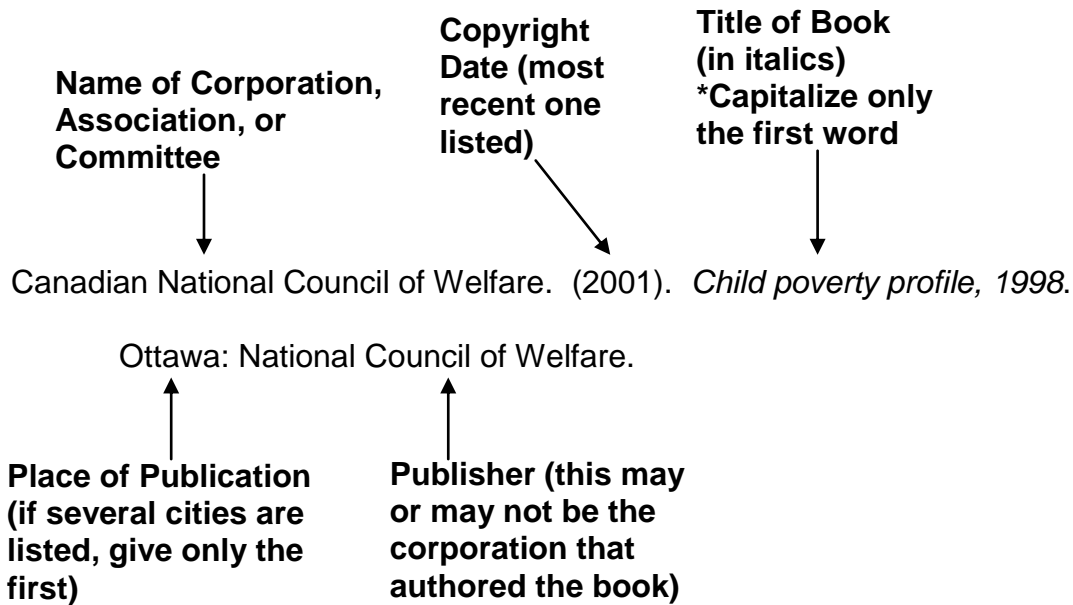 Name of Corporation,
Association, or
Committee
Copyright
Date (most
recent one
listed)
Title of Book
(in italics)
*Capitalize only
the first word
Canadian National Council of Welfare.  (2001).  Child poverty profile, 1998.
Ottawa: National Council of Welfare.
Place of Publication
(if several cities are
listed, give only the
first)
Publisher (this may
or may not be the
corporation that
authored the book)